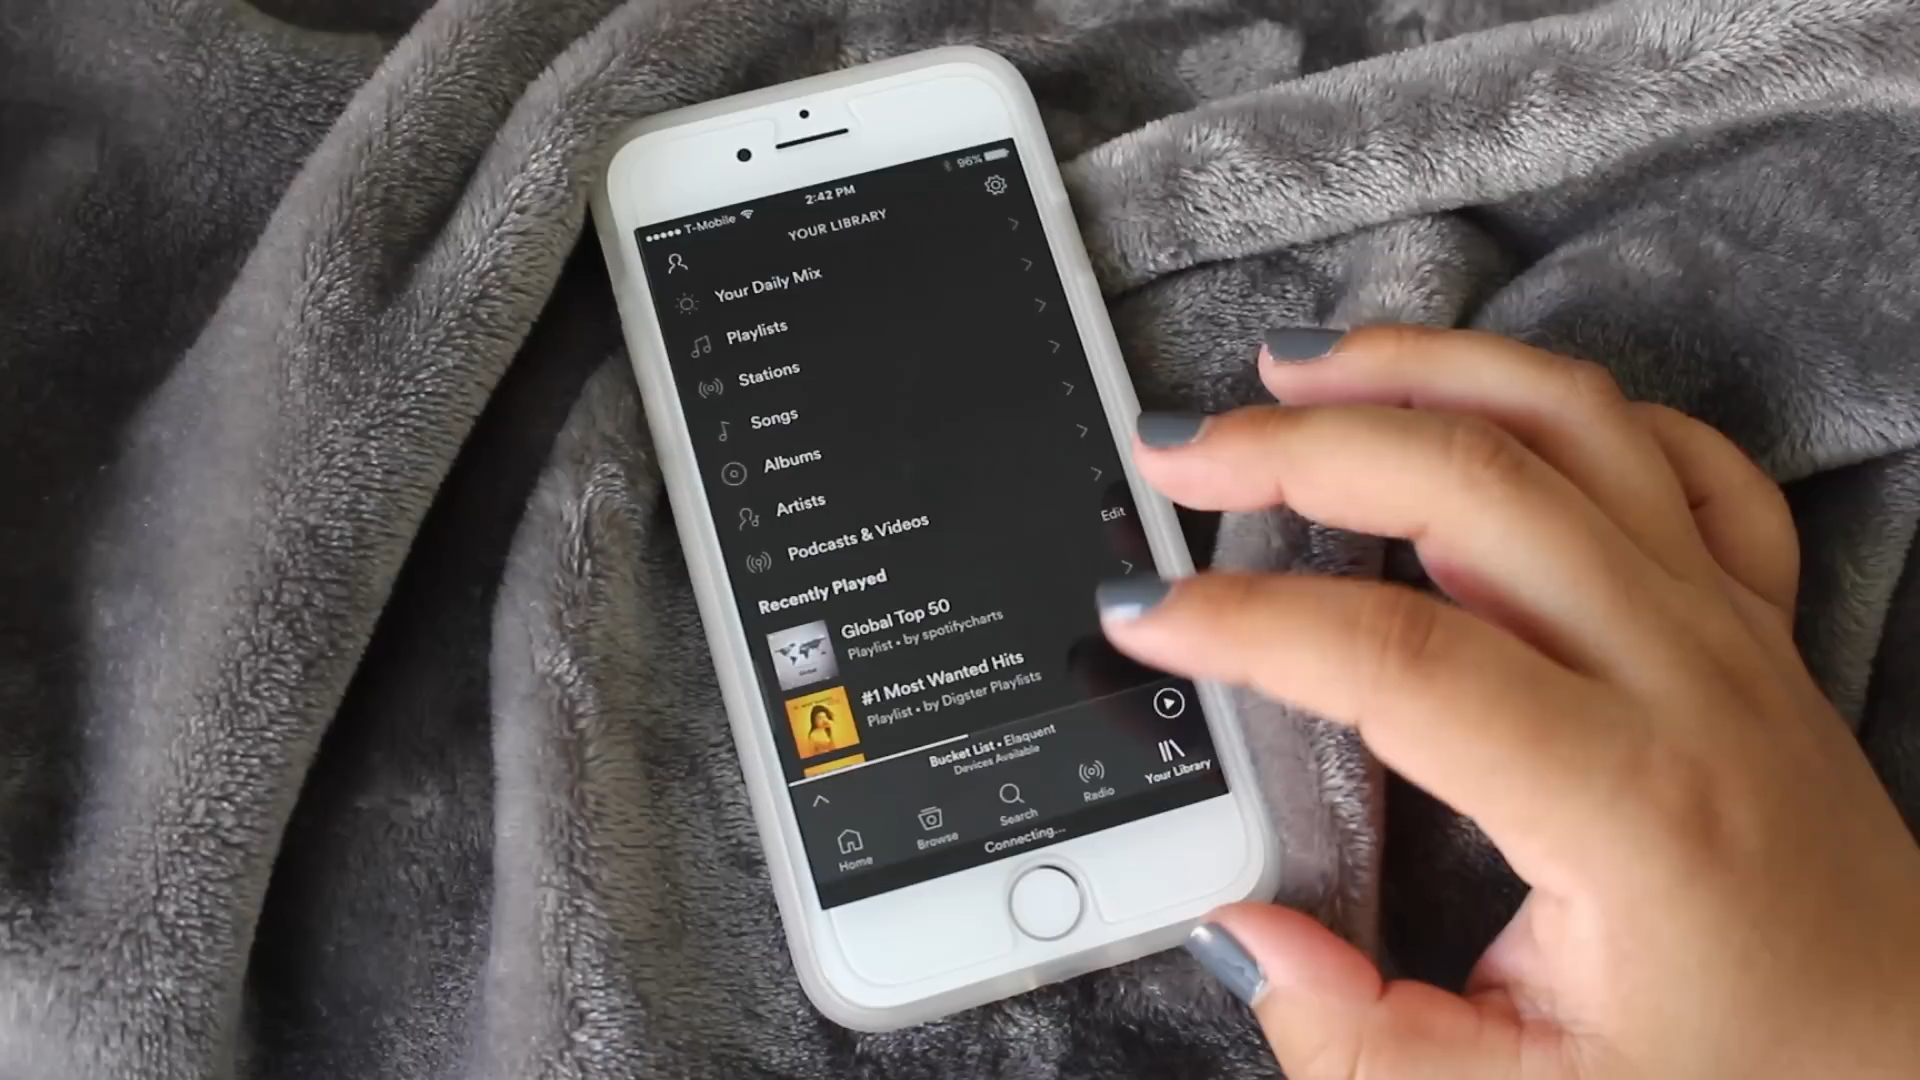 T-Mobile 2:42 PM 96%
YOUR LIBRARY
Your Daily Mix
Playlists
Stations
Songs
Albums
Artists
Podcasts & Videos
Recently Played Edit
Global Top 50
Playlist • by spotifycharts
#1 Most Wanted Hits
Playlist • by Digster Playlists
Bucket List • Elaquent
Devices Available
Home Browse Search Radio Your Library
Connecting...